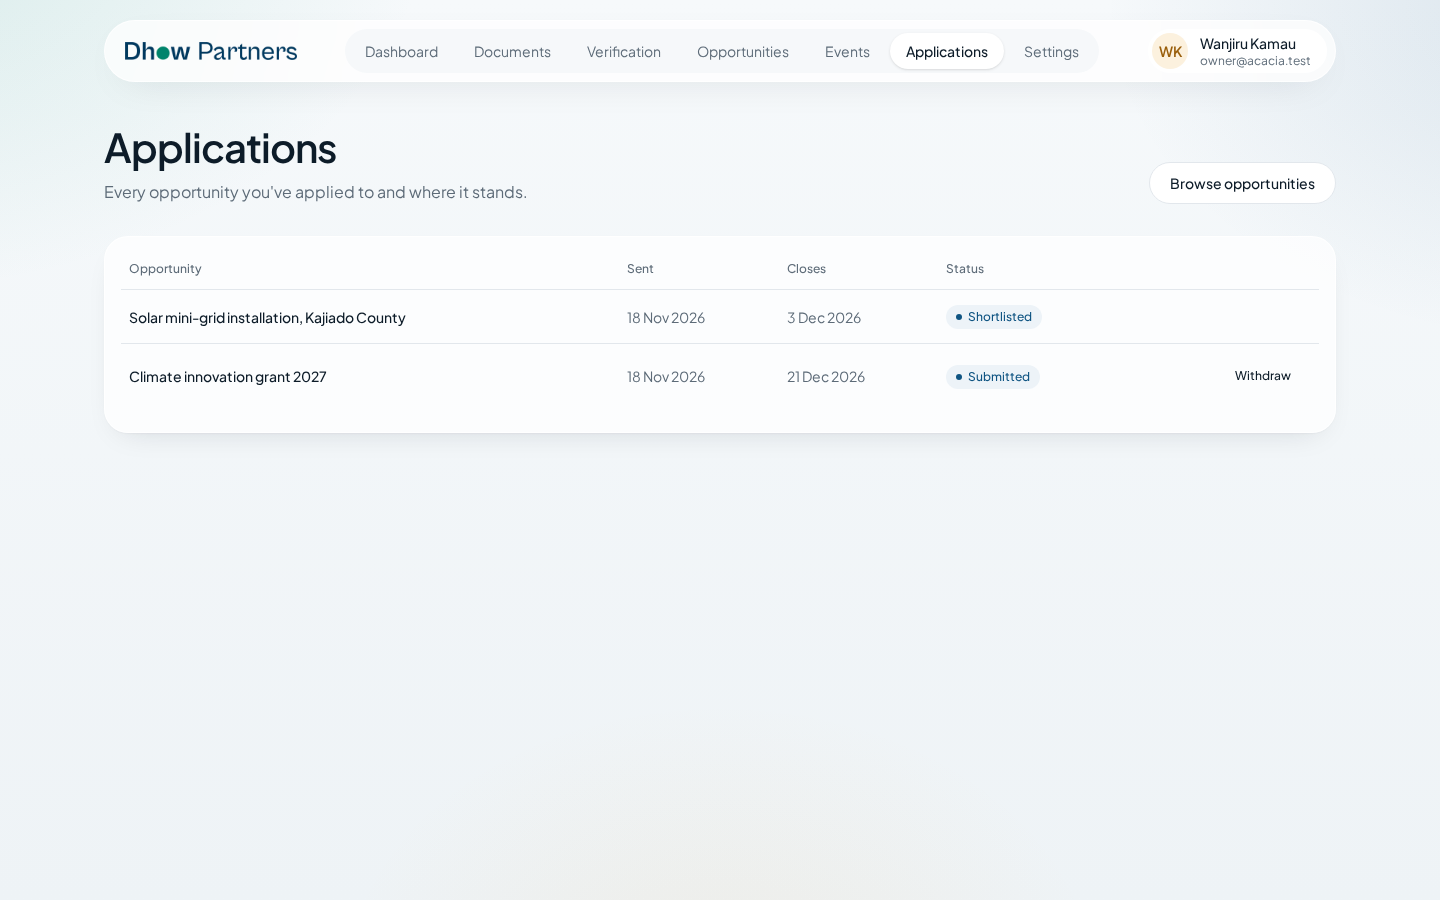 Dhow Partners
Dashboard Documents Verification Opportunities Events Applications Settings
WK
Wanjiru Kamau
owner@acacia.test
Applications
Every opportunity you've applied to and where it stands.
Browse opportunities
Opportunity Sent Closes Status
Solar mini-grid installation, Kajiado County 18 Nov 2026 3 Dec 2026 Shortlisted
Climate innovation grant 2027 18 Nov 2026 21 Dec 2026 Submitted Withdraw